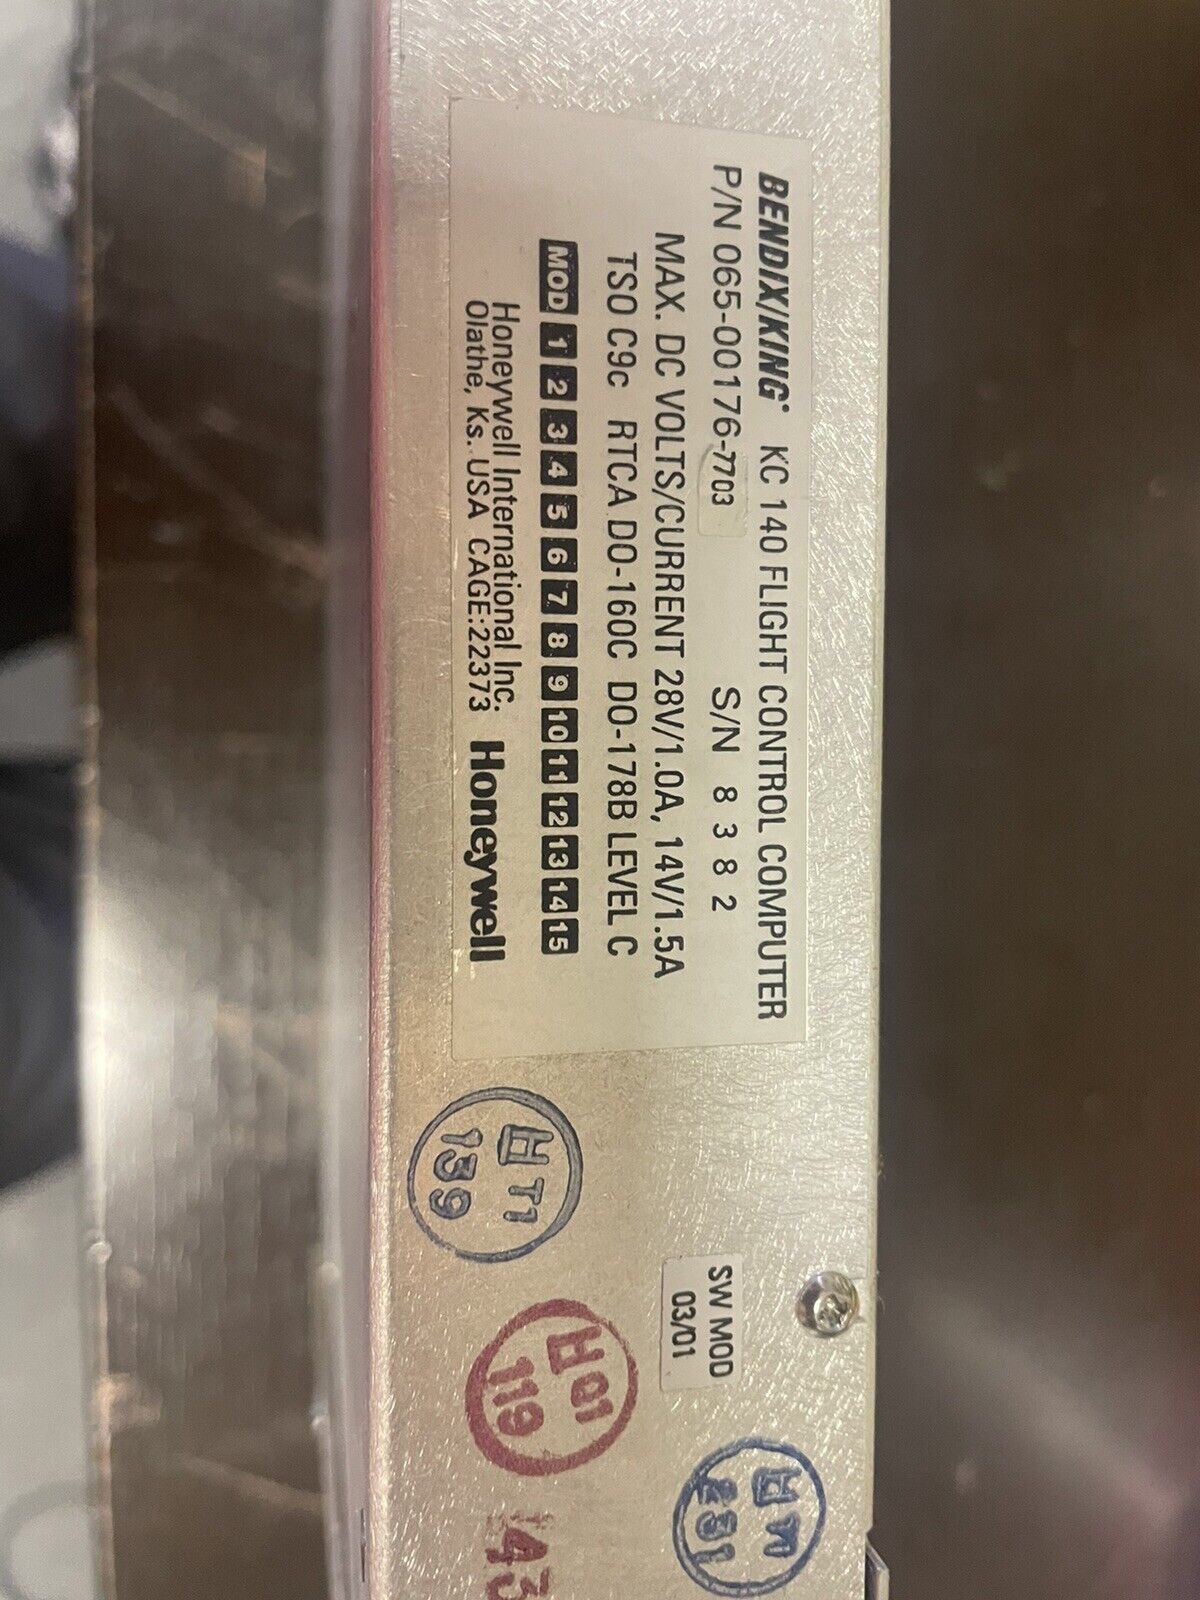 BENDIX/KING® KC 140 FLIGHT CONTROL COMPUTER
P/N 065-00176-7703 S/N 8382
MAX. DC VOLTS/CURRENT 28V/1.0A, 14V/1.5A
TSO C9c RTCA DO-160C DO-178B LEVEL C
MOD 1 2 3 4 5 6 7 8 9 10 11 12 13 14 15
Honeywell International Inc.
Olathe, Ks. USA CAGE:22373 Honeywell
H T1
139
SW MOD
03/01
H Q1
119
H
231
43